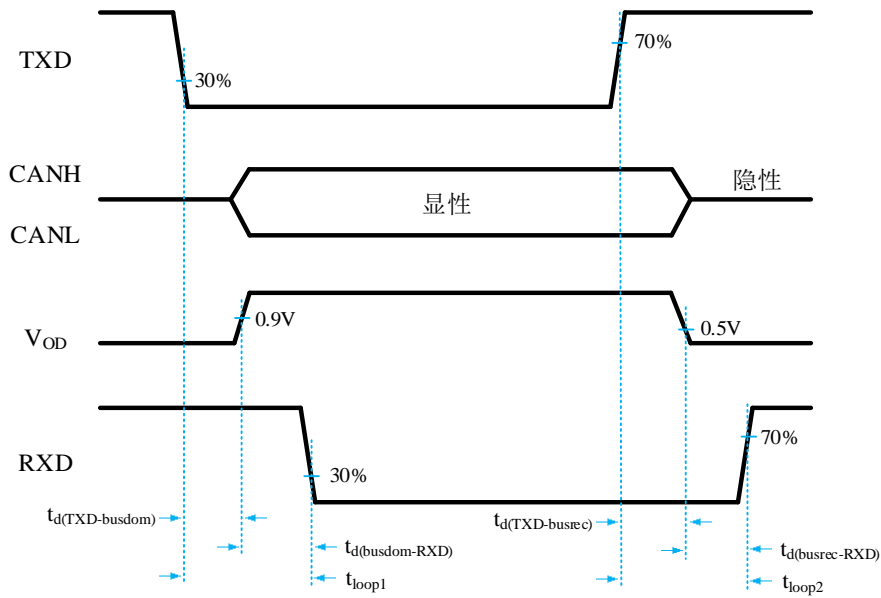 TXD
30%
70%
CANH
CANL
显性
隐性
VOD
0.9V
0.5V
RXD
30%
70%
td(TXD-busdom)
td(TXD-busrec)
td(busdom-RXD)
td(busrec-RXD)
tloop1
tloop2